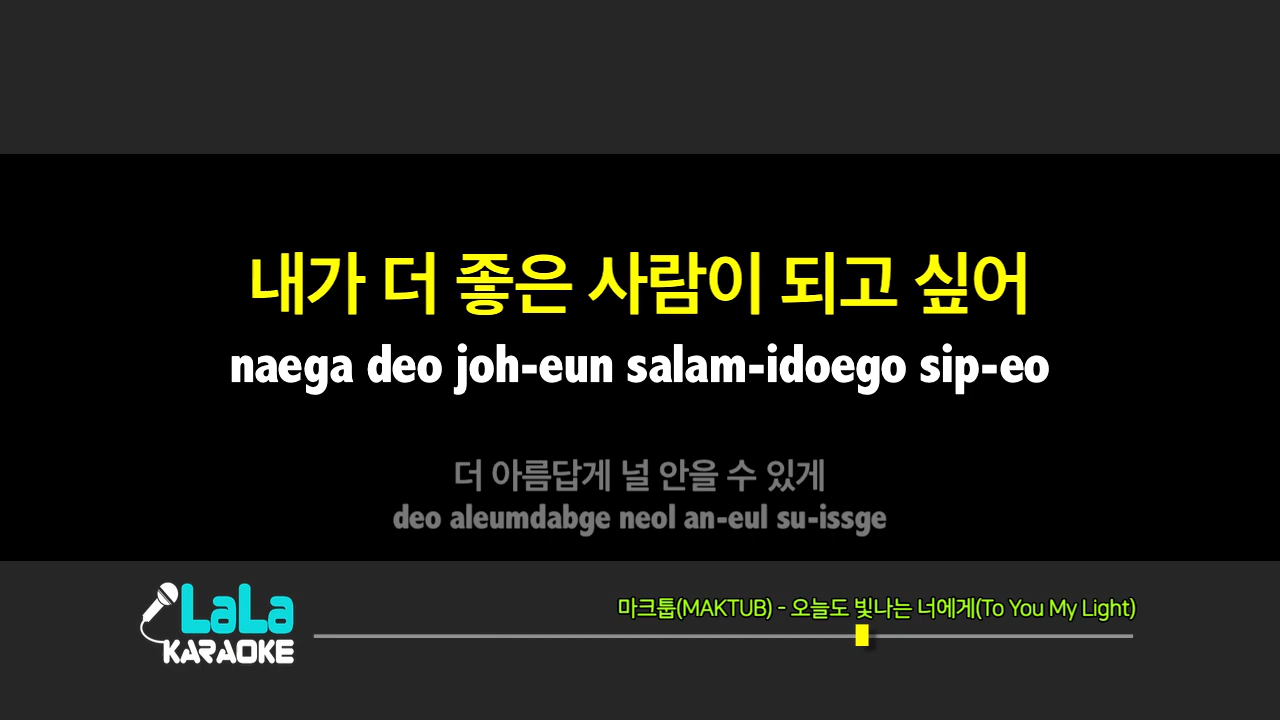 내가 더 좋은 사람이 되고 싶어
naega deo joh-eun salam-idoego sip-eo
더 아름답게 널 안을 수 있게
deo aleumdabge neol an-eul su-issge
마크툽(MAKTUB) - 오늘도 빛나는 너에게(To You My Light)
LaLa
KARAOKE